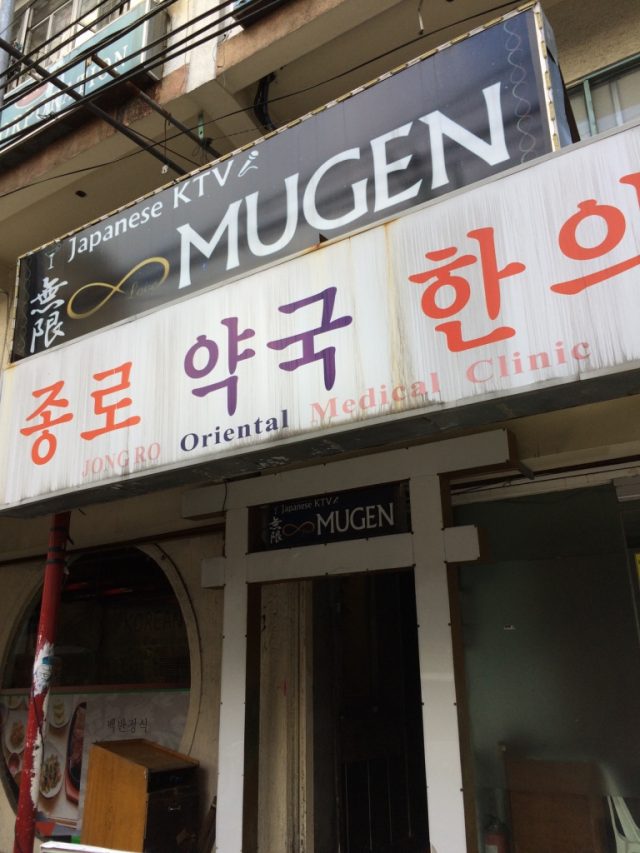 Japanese KTV
無限
Love
MUGEN
종로 약국 한의
JONG RO Oriental Medical Clinic
Japanese KTV
無限
MUGEN
KOREA
백반정식